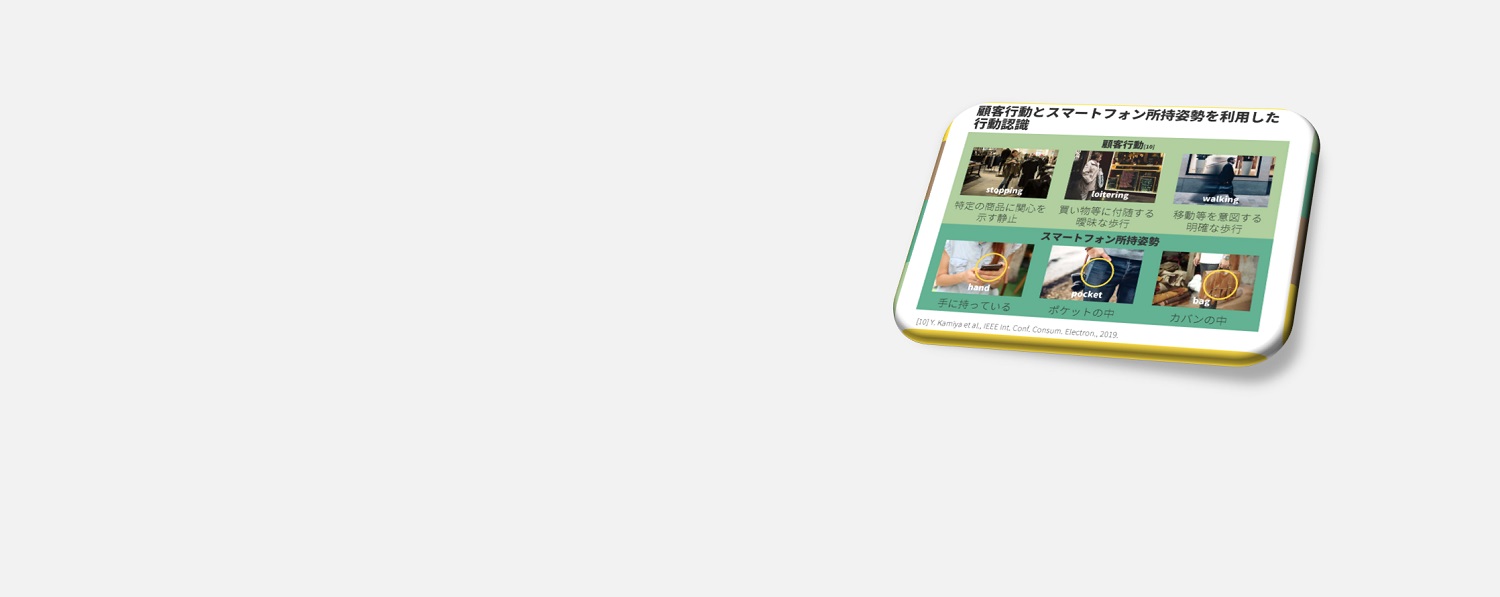 顧客行動とスマートフォン所持姿勢を利用した
行動認識
顧客行動[10]
stopping
loitering
walking
特定の商品に関心を
示す静止
買い物等に付随する
曖昧な歩行
移動等を意図する
明確な歩行
スマートフォン所持姿勢
hand
pocket
bag
手に持っている
ポケットの中
カバンの中
[10] Y. Kamiya et al., IEEE Int. Conf. Consum. Electron., 2019.